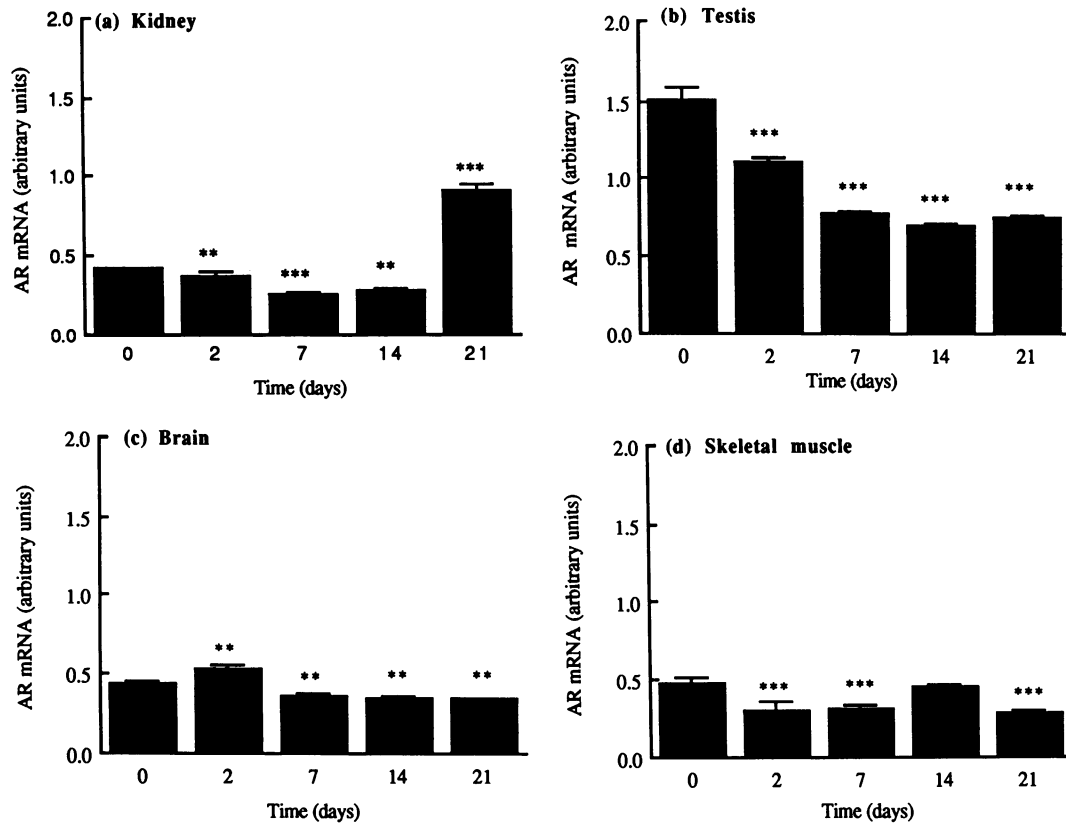 (a) Kidney
AR mRNA (arbitrary units)
2.0
1.5
1.0
0.5
0.0
**
***
**
***
0 2 7 14 21
Time (days)
(b) Testis
AR mRNA (arbitrary units)
2.0
1.5
1.0
0.5
0.0
***
***
***
***
0 2 7 14 21
Time (days)
(c) Brain
AR mRNA (arbitrary units)
2.0
1.5
1.0
0.5
0.0
**
**
**
**
0 2 7 14 21
Time (days)
(d) Skeletal muscle
AR mRNA (arbitrary units)
2.0
1.5
1.0
0.5
0.0
***
***
***
0 2 7 14 21
Time (days)